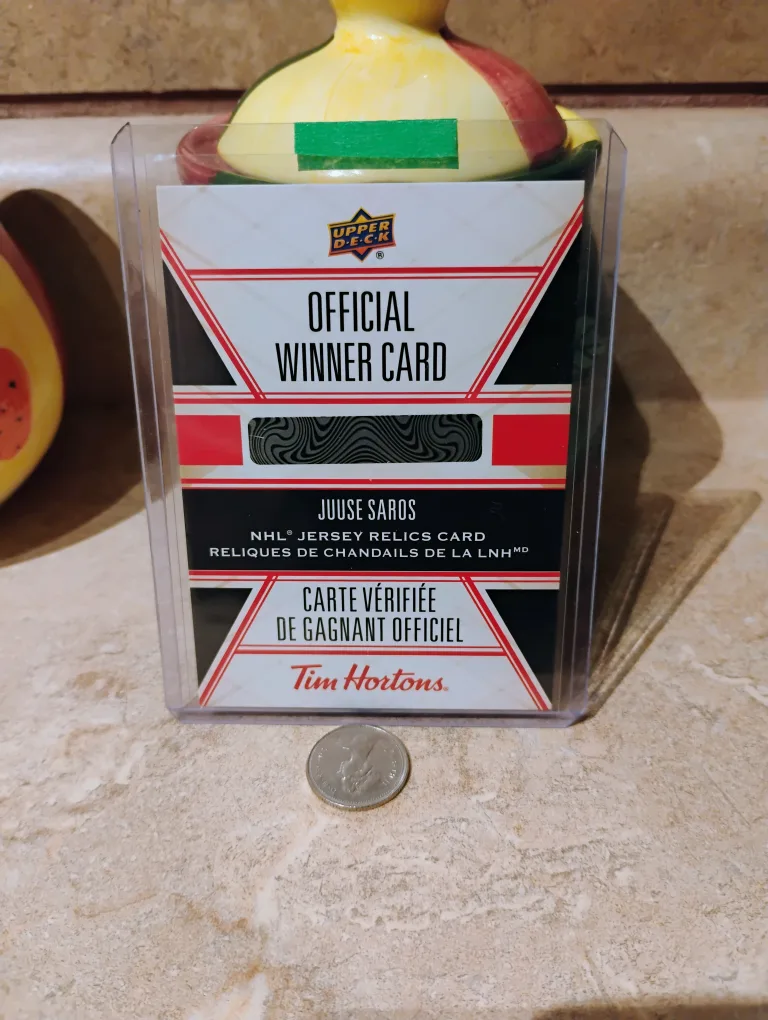 UPPER
D·E·C·K
®
OFFICIAL
WINNER CARD
JUUSE SAROS
NHL® JERSEY RELICS CARD
RELIQUES DE CHANDAILS DE LA LNHᴹᴰ
CARTE VÉRIFIÉE
DE GAGNANT OFFICIEL
Tim Hortons®